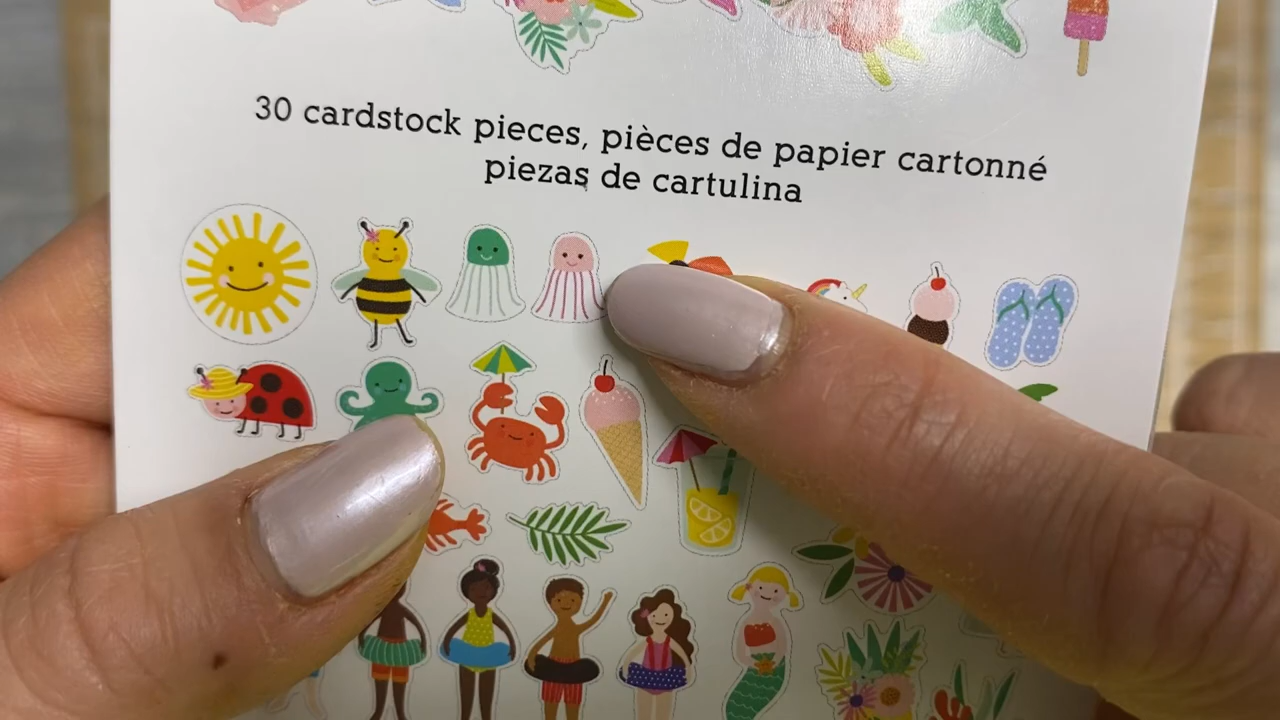 30 cardstock pieces, pièces de papier cartonné
piezas de cartulina